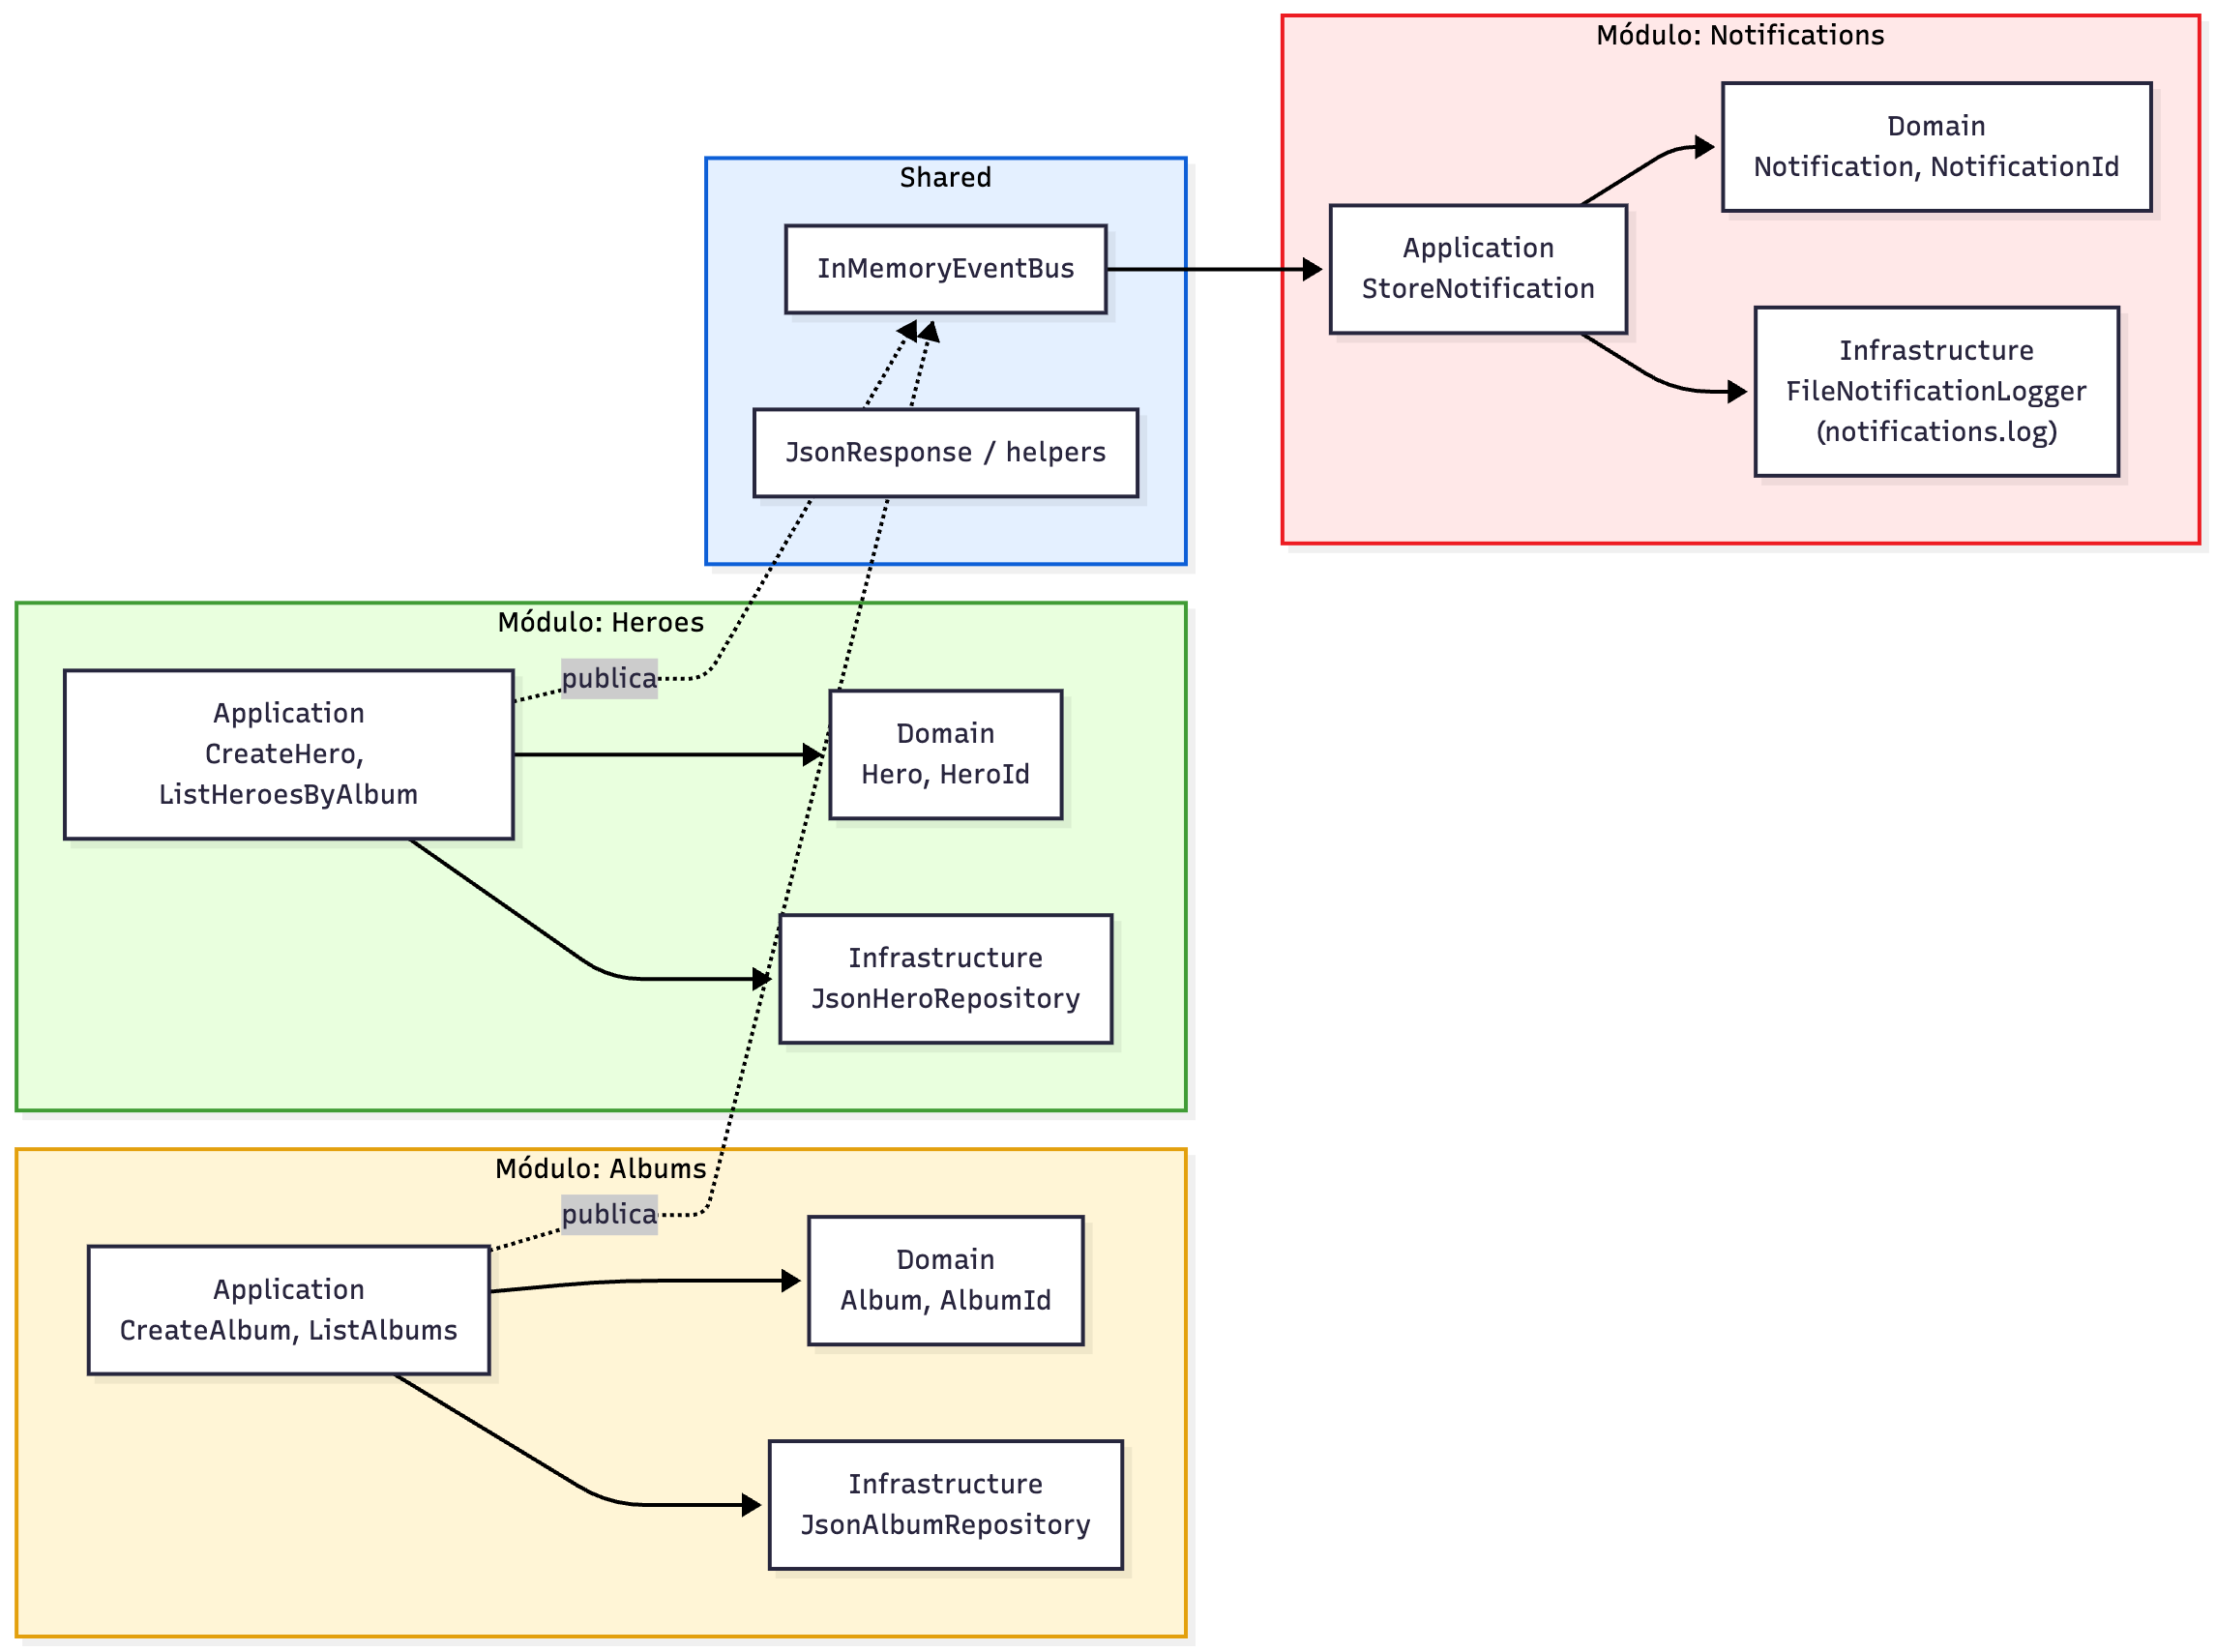 Módulo: Notifications
Domain
Notification, NotificationId
Application
StoreNotification
Infrastructure
FileNotificationLogger
(notifications.log)
Shared
InMemoryEventBus
JsonResponse / helpers
Módulo: Heroes
publica
Application
CreateHero,
ListHeroesByAlbum
Domain
Hero, HeroId
Infrastructure
JsonHeroRepository
Módulo: Albums
publica
Application
CreateAlbum, ListAlbums
Domain
Album, AlbumId
Infrastructure
JsonAlbumRepository